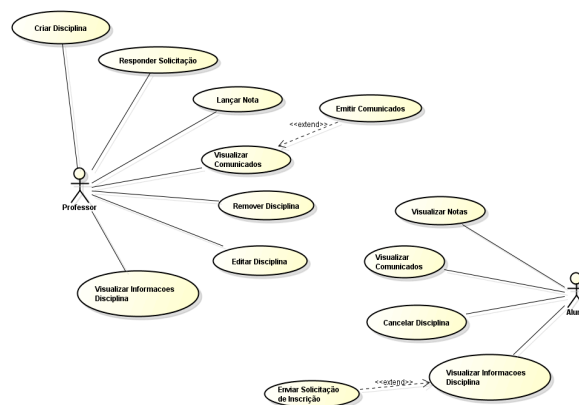 Criar Disciplina
Responder Solicitação
Lançar Nota
Emitir Comunicados
<<extend>>
Visualizar
Comunicados
Professor
Remover Disciplina
Visualizar Notas
Editar Disciplina
Visualizar
Comunicados
Visualizar Informacoes
Disciplina
Alun
Cancelar Disciplina
Visualizar Informacoes
Disciplina
<<extend>>
Enviar Solicitação
de Inscrição